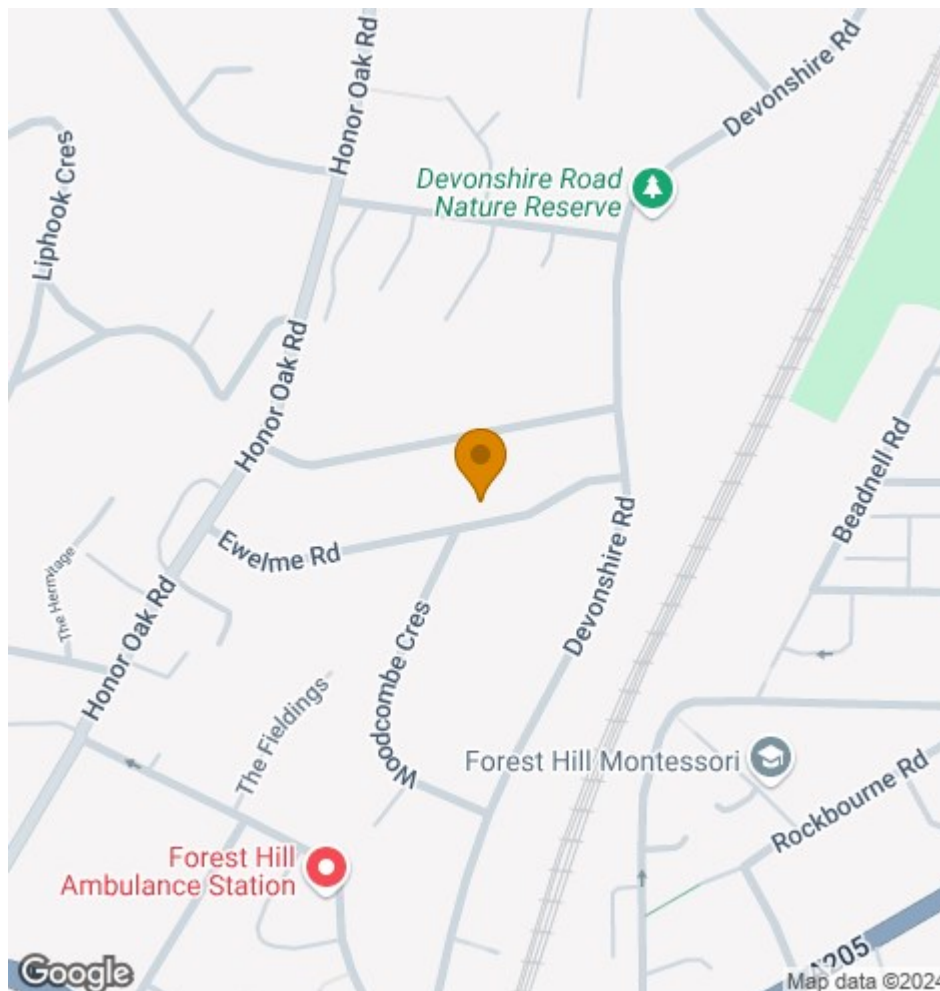 Honor Oak Rd
Devonshire Rd
Liphook Cres
Devonshire Road
Nature Reserve
Honor Oak Rd
Beadnell Rd
Ewelme Rd
The Hermitage
Devonshire Rd
Honor Oak Rd
Woodcombe Cres
The Fieldings
Forest Hill Montessori
Rockbourne Rd
Forest Hill
Ambulance Station
A205
Google
Map data ©2024